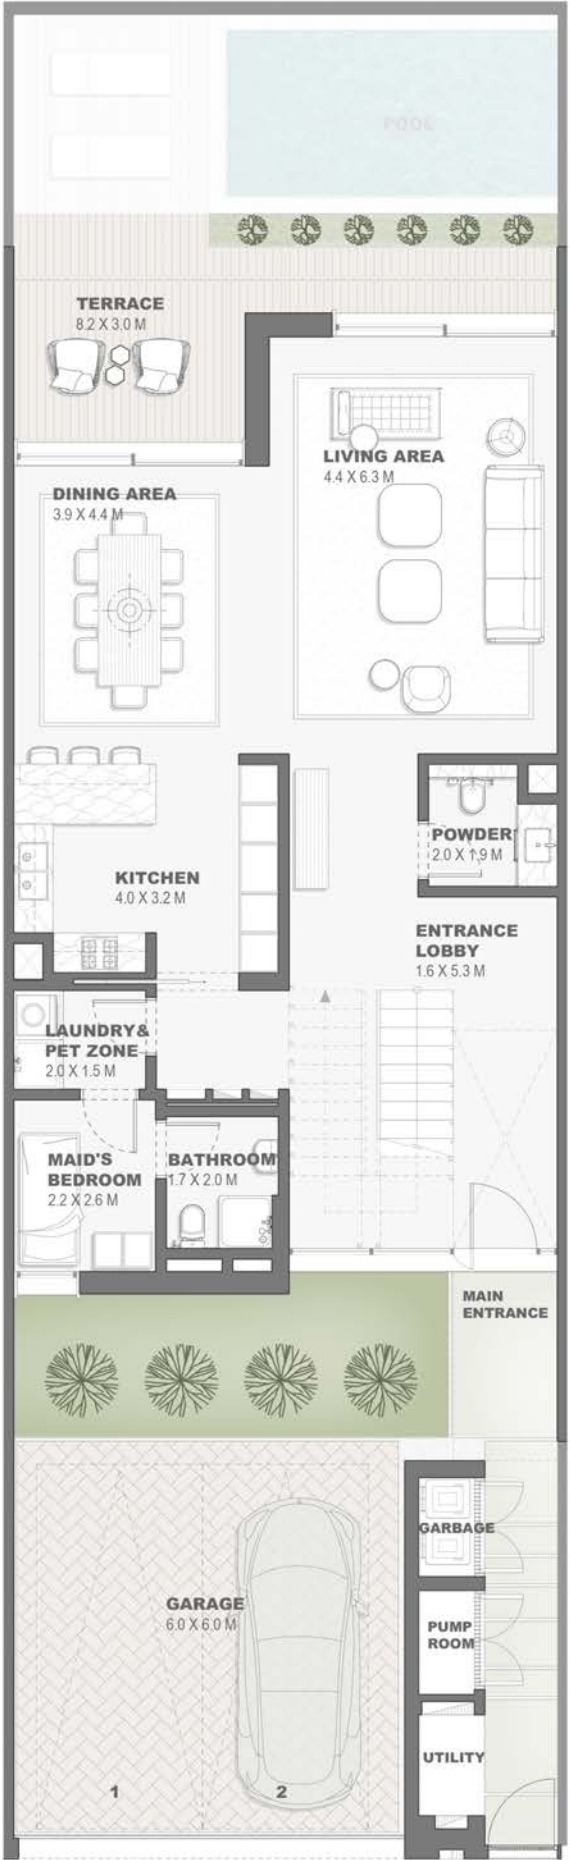 POOL
TERRACE
8.2 X 3.0 M
LIVING AREA
4.4 X 6.3 M
DINING AREA
3.9 X 4.4 M
POWDER
2.0 X 1.9 M
KITCHEN
4.0 X 3.2 M
ENTRANCE
LOBBY
1.6 X 5.3 M
LAUNDRY&
PET ZONE
2.0 X 1.5 M
MAID'S
BEDROOM
2.2 X 2.6 M
BATHROOM
1.7 X 2.0 M
MAIN
ENTRANCE
GARBAGE
GARAGE
6.0 X 6.0 M
PUMP
ROOM
UTILITY
1
2